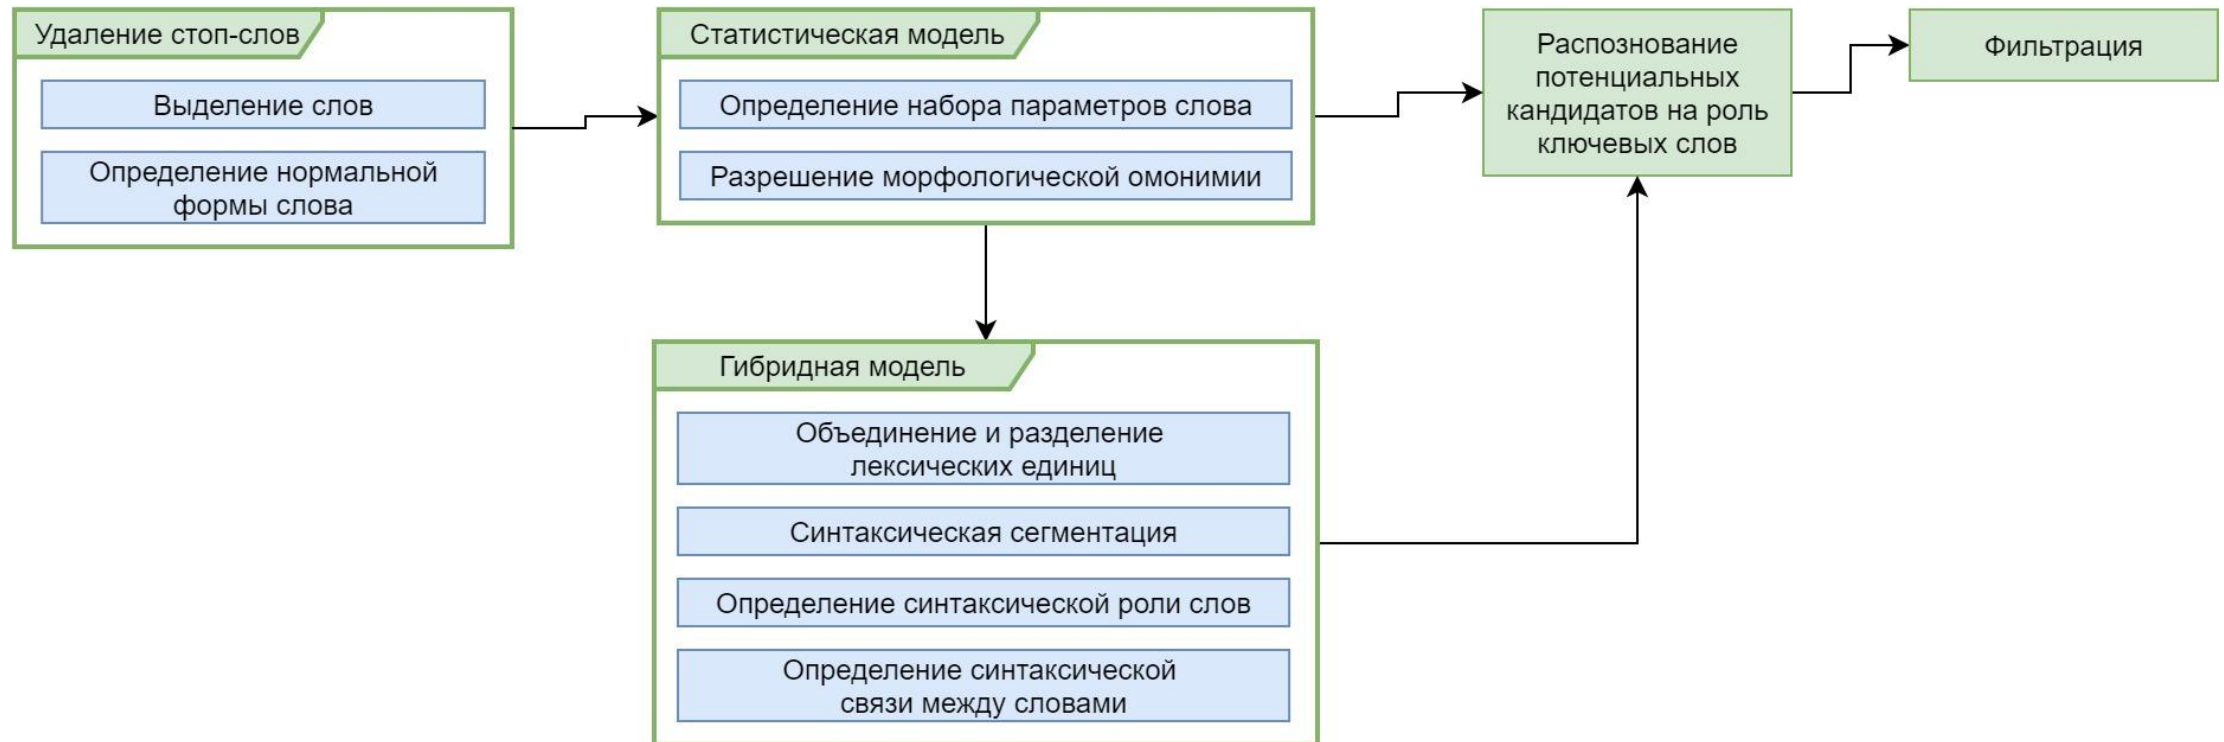 Удаление стоп-слов
Выделение слов
Определение нормальной
формы слова
Статистическая модель
Определение набора параметров слова
Разрешение морфологической омонимии
Распознование
потенциальных
кандидатов на роль
ключевых слов
Фильтрация
Гибридная модель
Объединение и разделение
лексических единиц
Синтаксическая сегментация
Определение синтаксической роли слов
Определение синтаксической
связи между словами